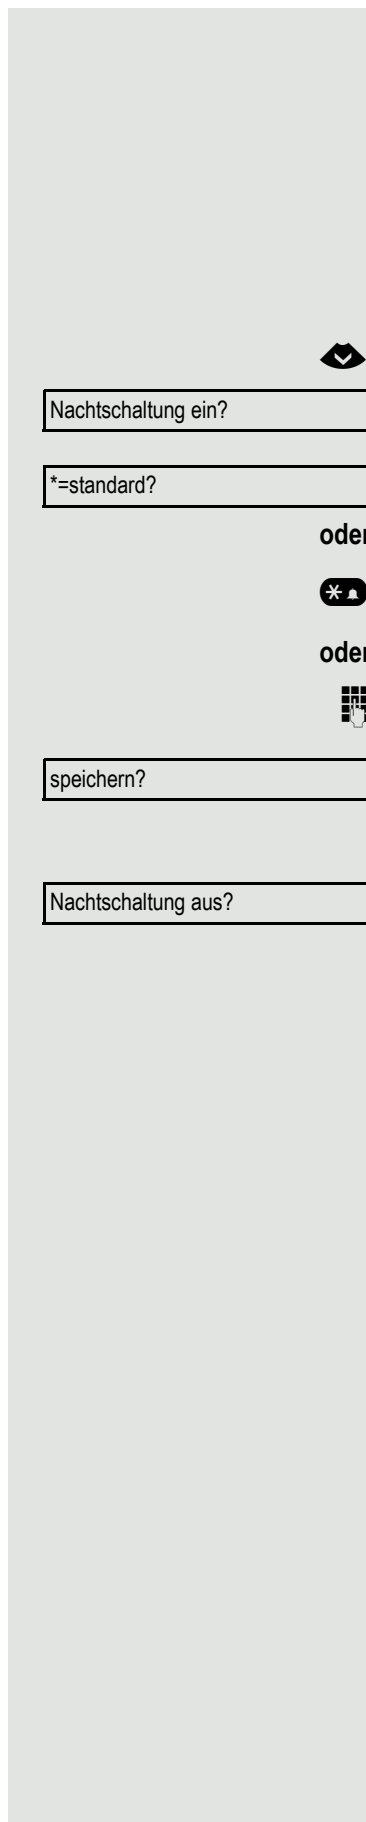 Nachtschaltung ein?
*=standard?
oder
oder
speichern?
Nachtschaltung aus?